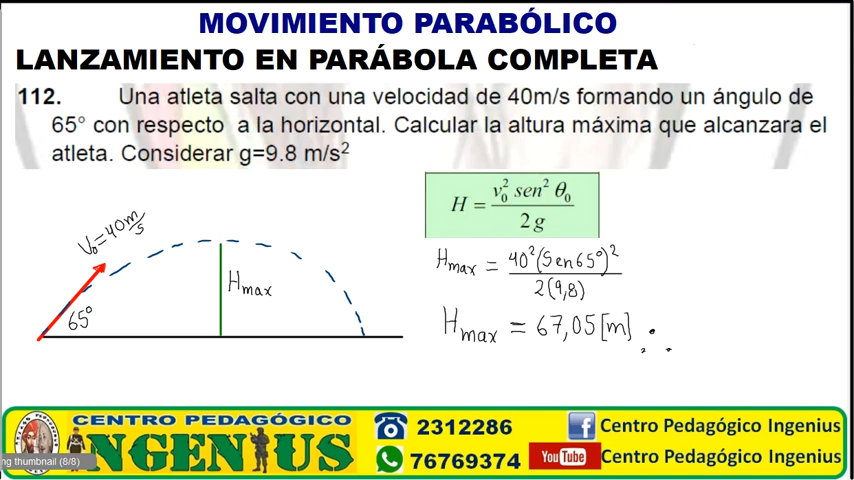 MOVIMIENTO PARABÓLICO
LANZAMIENTO EN PARÁBOLA COMPLETA
112. Una atleta salta con una velocidad de 40m/s formando un ángulo de
65° con respecto a la horizontal. Calcular la altura máxima que alcanzara el
atleta. Considerar g=9.8 m/s²
H = v₀² sen² θ₀ / 2 g
V₀=40 m/s
Hmax = 40²(Sen65°)² / 2(9,8)
Hmax
65°
Hmax = 67,05[m]
CENTRO PEDAGÓGICO
INGENIUS
2312286
76769374
f Centro Pedagógico Ingenius
YouTube Centro Pedagógico Ingenius
ng thumbnail (8/8)